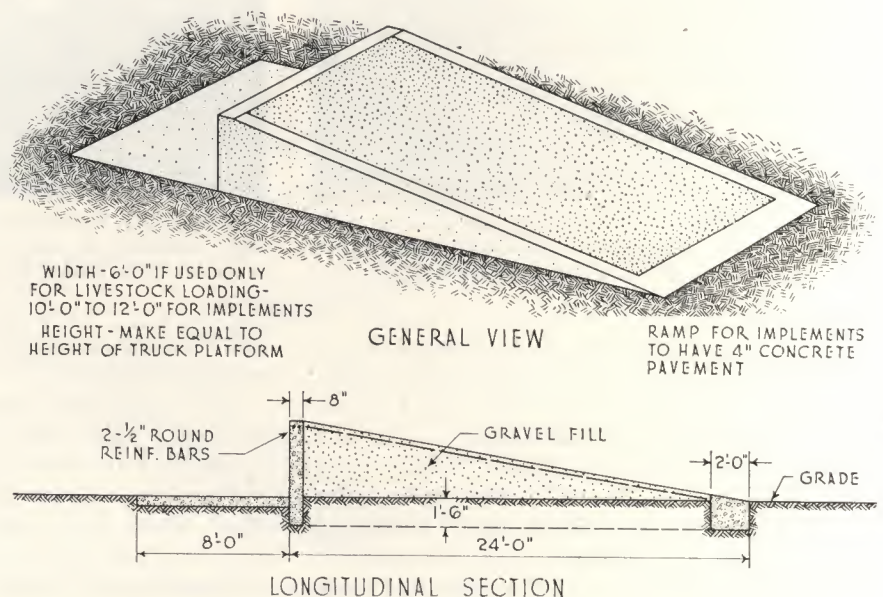 WIDTH-6'-0" IF USED ONLY
FOR LIVESTOCK LOADING-
10'-0" TO 12'-0" FOR IMPLEMENTS
HEIGHT-MAKE EQUAL TO
HEIGHT OF TRUCK PLATFORM
GENERAL VIEW
RAMP FOR IMPLEMENTS
TO HAVE 4" CONCRETE
PAVEMENT
8"
2-½" ROUND
REINF. BARS
GRAVEL FILL
2'-0"
GRADE
1'-6"
8'-0"
24'-0"
LONGITUDINAL SECTION